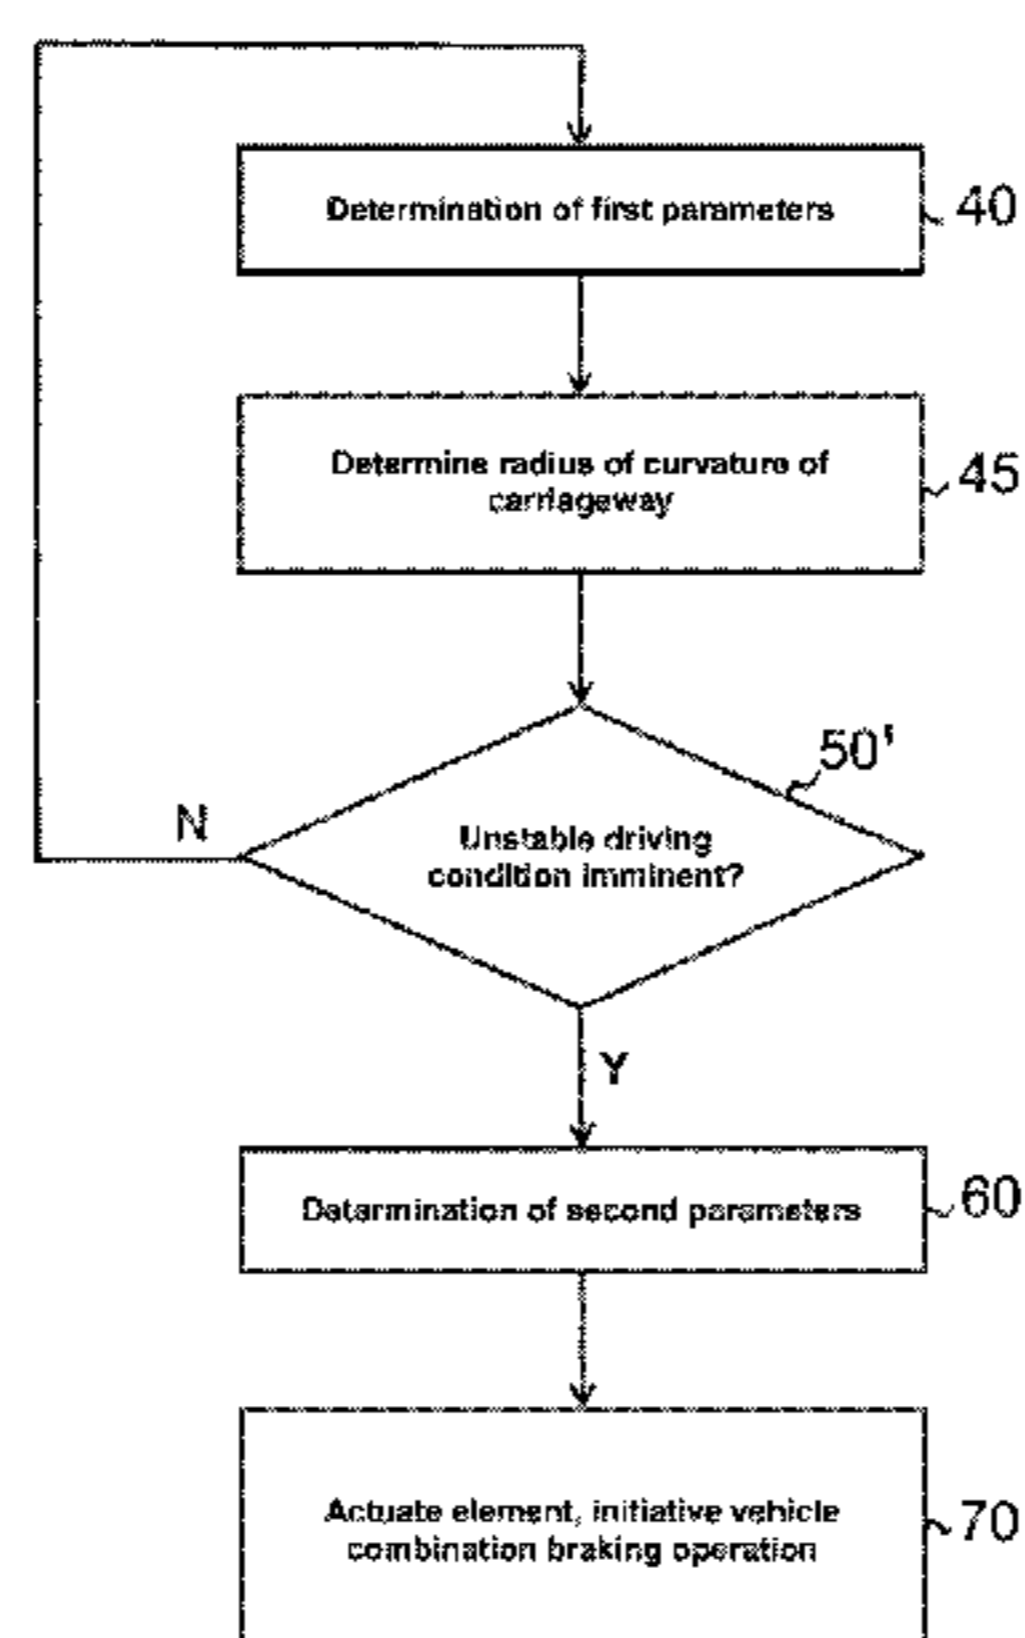 Determination of first parameters
40
Determine radius of curvature of
carriageway
45
50'
N
Unstable driving
condition imminent?
Y
Determination of second parameters
60
Actuate element, initiative vehicle
combination braking operation
70